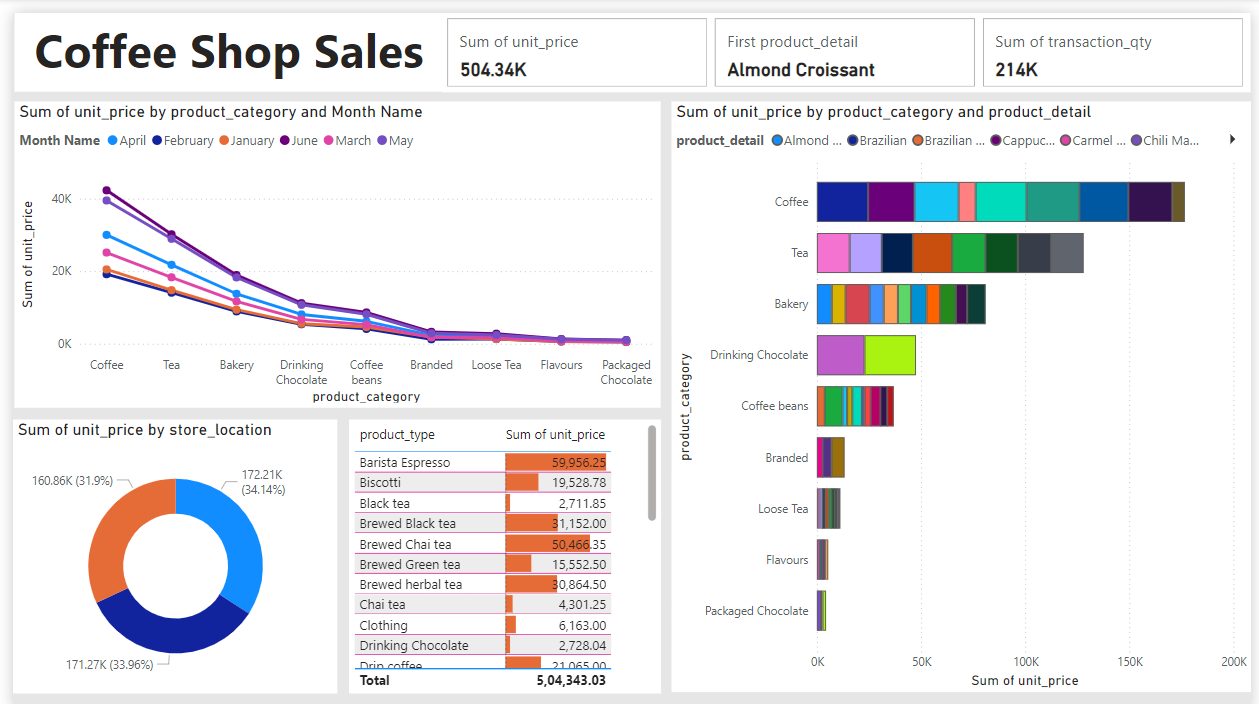 Coffee Shop Sales
Sum of unit_price
504.34K
First product_detail
Almond Croissant
Sum of transaction_qty
214K
Sum of unit_price by product_category and Month Name
Month Name April February January June March May
Sum of unit_price
40K
20K
0K
Coffee Tea Bakery Drinking Chocolate Coffee beans Branded Loose Tea Flavours Packaged Chocolate
product_category
Sum of unit_price by product_category and product_detail
product_detail Almond ... Brazilian Brazilian ... Cappuc... Carmel ... Chili Ma...
product_category
Coffee
Tea
Bakery
Drinking Chocolate
Coffee beans
Branded
Loose Tea
Flavours
Packaged Chocolate
0K 50K 100K 150K 200K
Sum of unit_price
Sum of unit_price by store_location
160.86K (31.9%)
172.21K
(34.14%)
171.27K (33.96%)
product_type Sum of unit_price
Barista Espresso 59,956.25
Biscotti 19,528.78
Black tea 2,711.85
Brewed Black tea 31,152.00
Brewed Chai tea 50,466.35
Brewed Green tea 15,552.50
Brewed herbal tea 30,864.50
Chai tea 4,301.25
Clothing 6,163.00
Drinking Chocolate 2,728.04
Drip coffee 21,065.00
Total 5,04,343.03